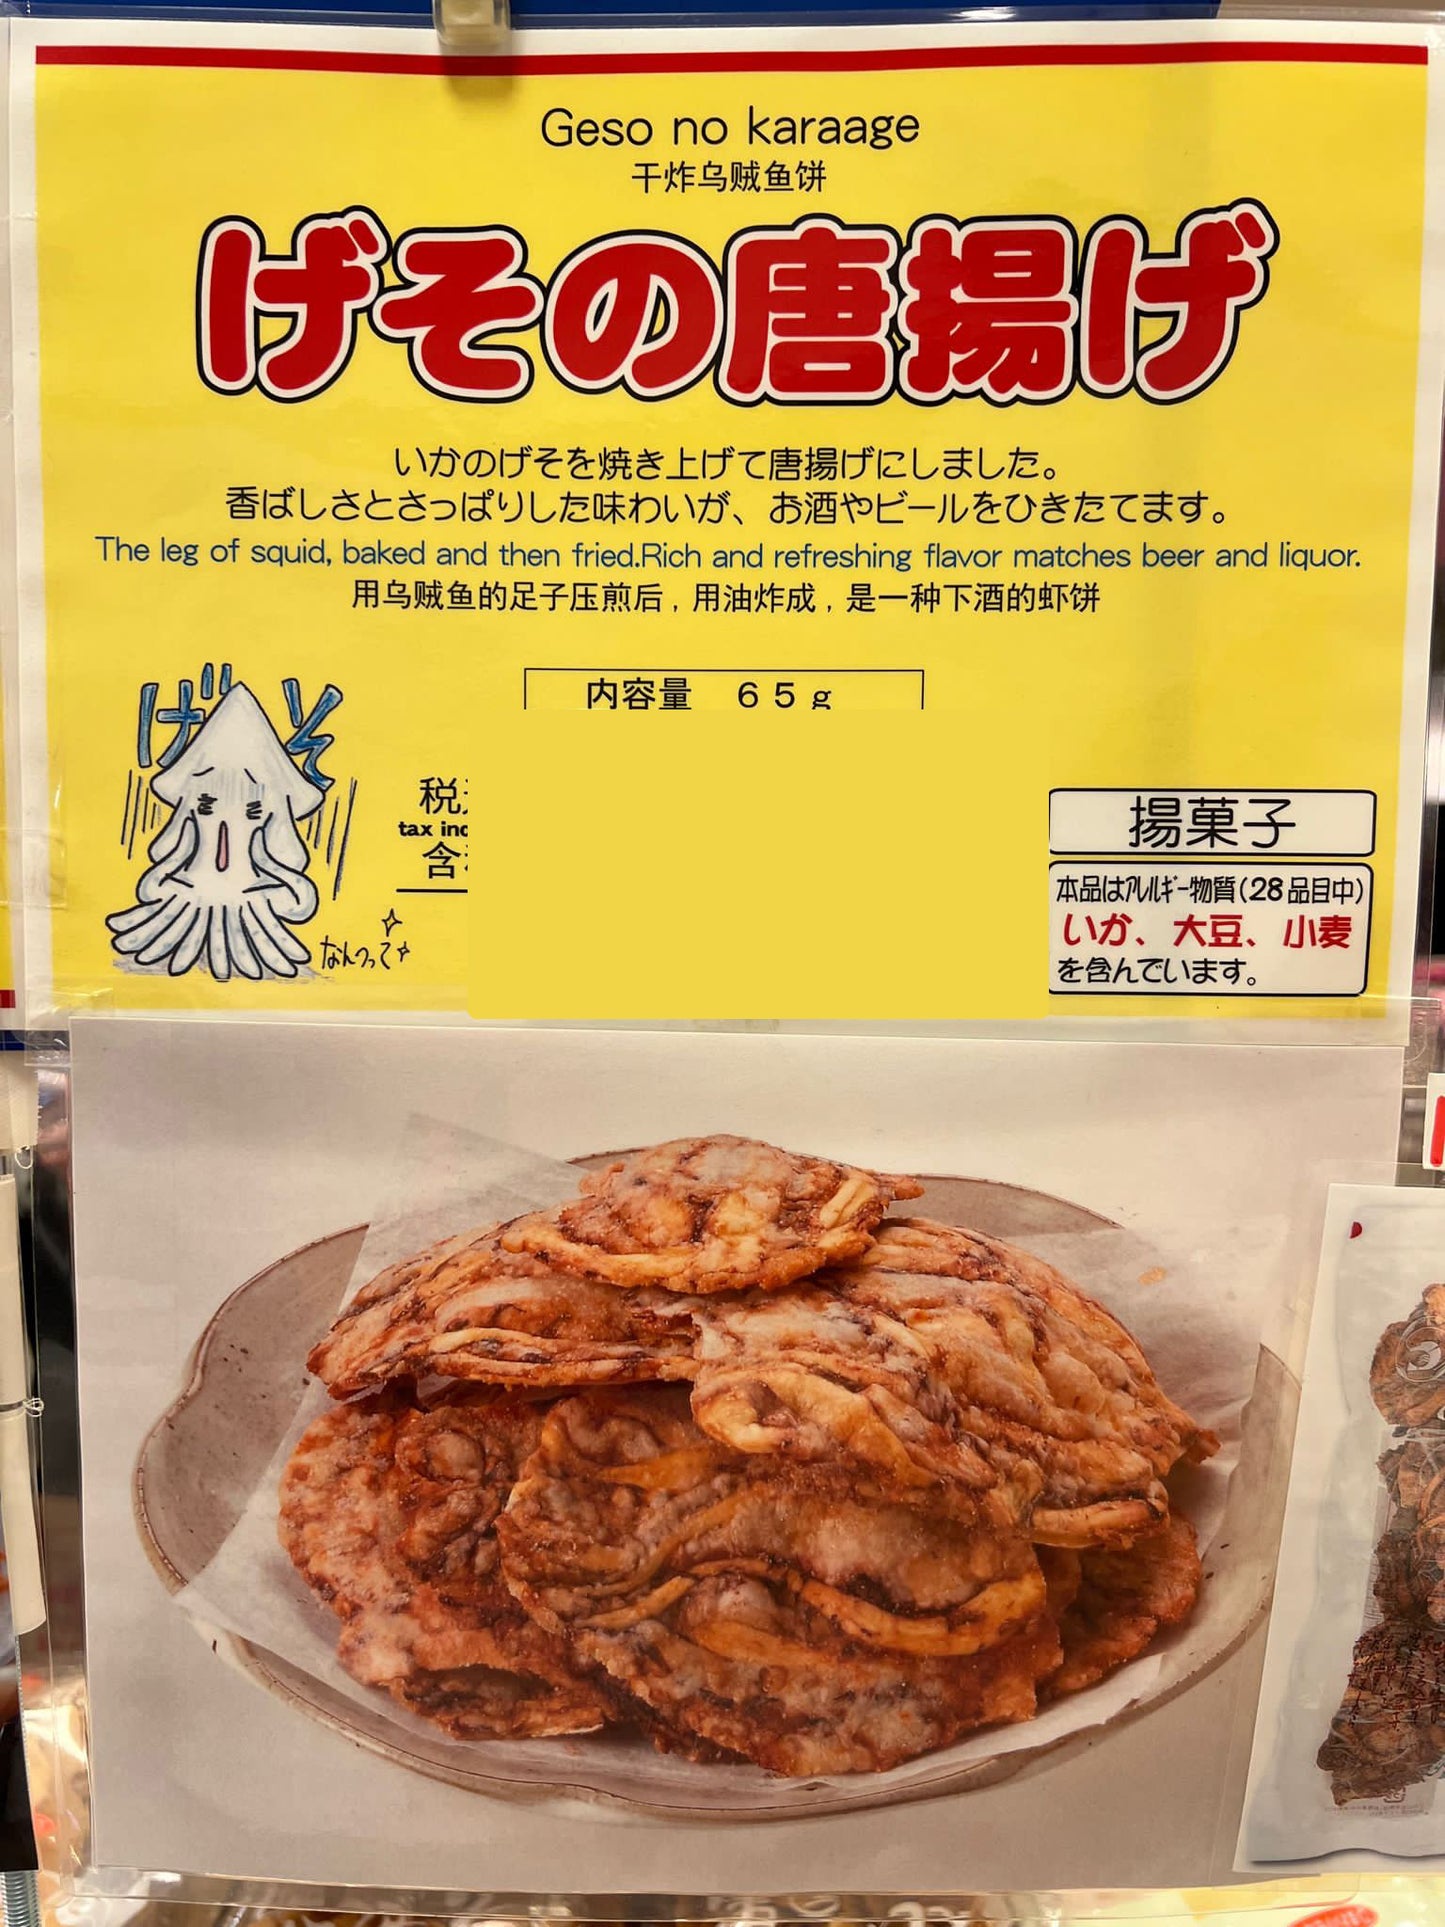 Geso no karaage
干炸乌贼鱼饼
げその唐揚げ
いかのげそを焼き上げて唐揚げにしました。
香ばしさとさっぱりした味わいが、お酒やビールをひきたてます。
The leg of squid, baked and then fried.Rich and refreshing flavor matches beer and liquor.
用乌贼鱼的足子压煎后，用油炸成，是一种下酒的虾饼
内容量 65g
げそ
なんつって
税
tax inc
含
揚菓子
本品はｱﾚﾙｷﾞｰ物質(28品目中)
いか、大豆、小麦
を含んでいます。